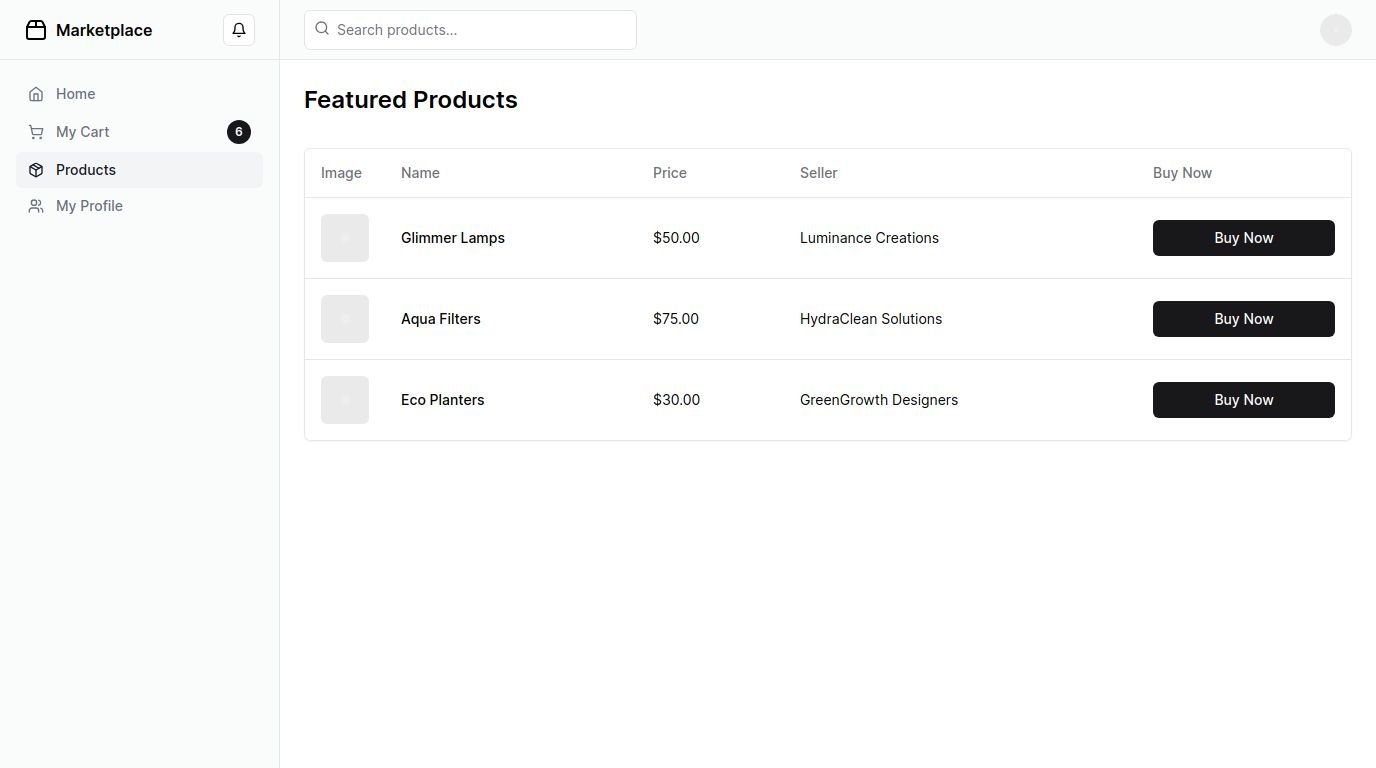 Marketplace
Search products...
Home
My Cart 6
Products
My Profile
Featured Products
Image Name Price Seller Buy Now
Glimmer Lamps $50.00 Luminance Creations Buy Now
Aqua Filters $75.00 HydraClean Solutions Buy Now
Eco Planters $30.00 GreenGrowth Designers Buy Now